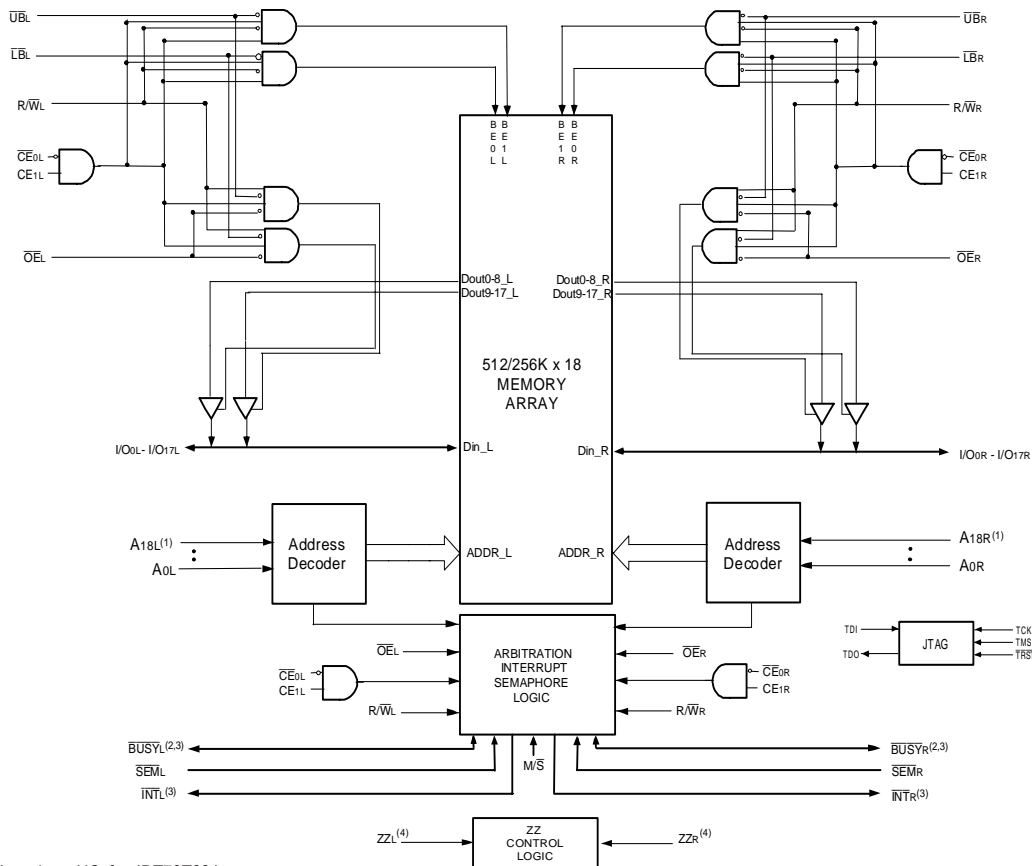 UBL
UBR
LBL
LBR
R/WL
R/WR
BE0L
BE1L
BE1R
BE0R
CE0L
CE1L
CE0R
CE1R
OEL
OER
Dout0-8_L
Dout9-17_L
Dout0-8_R
Dout9-17_R
512/256K x 18
MEMORY
ARRAY
I/O0L - I/O17L
Din_L
Din_R
I/O0R - I/O17R
A18L(1)
A0L
Address
Decoder
ADDR_L
ADDR_R
Address
Decoder
A18R(1)
A0R
TDI
TDO
JTAG
TCK
TMS
TRST
OEL
CE0L
CE1L
R/WL
ARBITRATION
INTERRUPT
SEMAPHORE
LOGIC
OER
CE0R
CE1R
R/WR
BUSYL(2,3)
SEML
INTL(3)
M/S
BUSYR(2,3)
SEMR
INTR(3)
ZZL(4)
ZZ
CONTROL
LOGIC
ZZR(4)